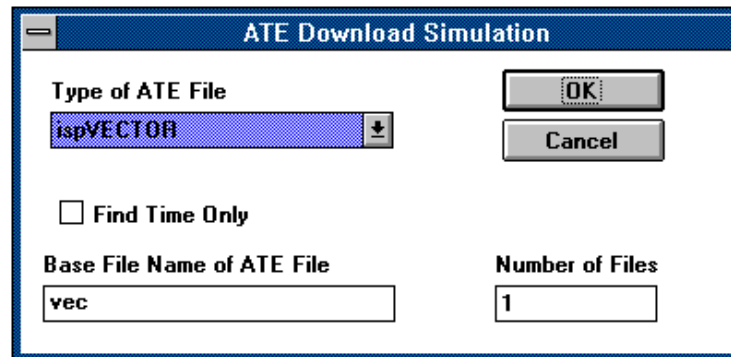 ATE Download Simulation
Type of ATE File
ispVECTOR
OK
Cancel
Find Time Only
Base File Name of ATE File
vec
Number of Files
1